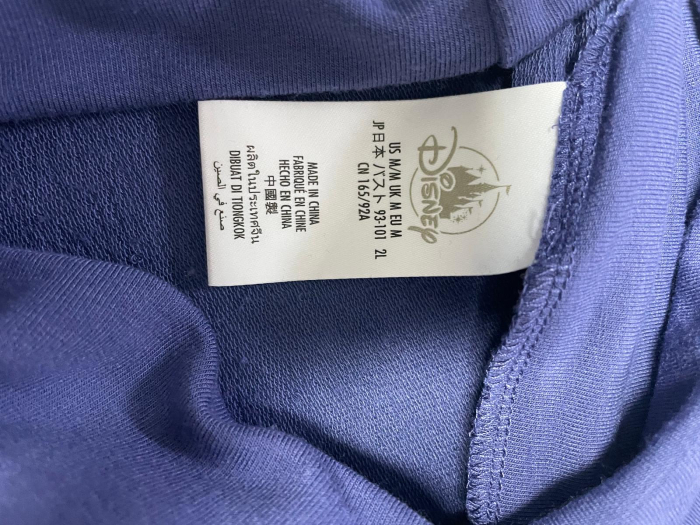 Disney
US M/M UK M EU M
JP日本 バスト 93-101 2L
CN 165/92A
MADE IN CHINA
FABRIQUÉ EN CHINE
HECHO EN CHINA
中國製
ผลิตในประเทศจีน
DIBUAT DI TIONGKOK
صنع في الصين